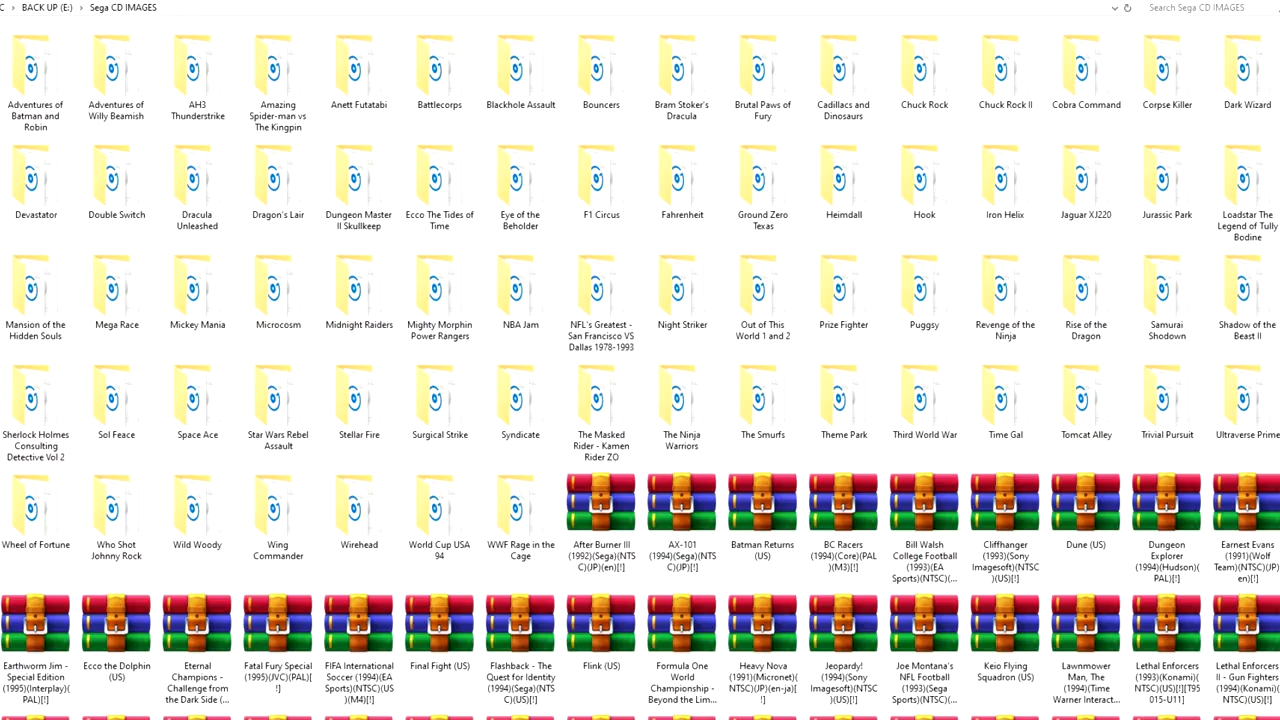 C > BACK UP (E:) > Sega CD IMAGES
Search Sega CD IMAGES
Adventures of
Batman and
Robin
Adventures of
Willy Beamish
AH3
Thunderstrike
Amazing
Spider-man vs
The Kingpin
Anett Futatabi
Battlecorps
Blackhole Assault
Bouncers
Bram Stoker's
Dracula
Brutal Paws of
Fury
Cadillacs and
Dinosaurs
Chuck Rock
Chuck Rock II
Cobra Command
Corpse Killer
Dark Wizard
Devastator
Double Switch
Dracula
Unleashed
Dragon's Lair
Dungeon Master
II Skullkeep
Ecco The Tides of
Time
Eye of the
Beholder
F1 Circus
Fahrenheit
Ground Zero
Texas
Heimdall
Hook
Iron Helix
Jaguar XJ220
Jurassic Park
Loadstar The
Legend of Tully
Bodine
Mansion of the
Hidden Souls
Mega Race
Mickey Mania
Microcosm
Midnight Raiders
Mighty Morphin
Power Rangers
NBA Jam
NFL's Greatest -
San Francisco VS
Dallas 1978-1993
Night Striker
Out of This
World 1 and 2
Prize Fighter
Puggsy
Revenge of the
Ninja
Rise of the
Dragon
Samurai
Shodown
Shadow of the
Beast II
Sherlock Holmes
Consulting
Detective Vol 2
Sol Feace
Space Ace
Star Wars Rebel
Assault
Stellar Fire
Surgical Strike
Syndicate
The Masked
Rider - Kamen
Rider ZO
The Ninja
Warriors
The Smurfs
Theme Park
Third World War
Time Gal
Tomcat Alley
Trivial Pursuit
Ultraverse Prime
Wheel of Fortune
Who Shot
Johnny Rock
Wild Woody
Wing
Commander
Wirehead
World Cup USA
94
WWF Rage in the
Cage
After Burner III
(1992)(Sega)(NTS
C)(JP)(en)[!]
AX-101
(1994)(Sega)(NTS
C)(JP)[!]
Batman Returns
(US)
BC Racers
(1994)(Core)(PAL
)(M3)[!]
Bill Walsh
College Football
(1993)(EA
Sports)(NTSC)(...
Cliffhanger
(1993)(Sony
Imagesoft)(NTSC
)(US)[!]
Dune (US)
Dungeon
Explorer
(1994)(Hudson)(
PAL)[!]
Earnest Evans
(1991)(Wolf
Team)(NTSC)(JP)
en)[!]
Earthworm Jim -
Special Edition
(1995)(Interplay)(
PAL)[!]
Ecco the Dolphin
(US)
Eternal
Champions -
Challenge from
the Dark Side (...
Fatal Fury Special
(1995)(JVC)(PAL)[
!]
FIFA International
Soccer (1994)(EA
Sports)(NTSC)(US
)(M4)[!]
Final Fight (US)
Flashback - The
Quest for Identity
(1994)(Sega)(NTS
C)(US)[!]
Flink (US)
Formula One
World
Championship -
Beyond the Lim...
Heavy Nova
(1991)(Micronet)(
NTSC)(JP)(en-ja)[
!]
Jeopardy!
(1994)(Sony
Imagesoft)(NTSC
)(US)[!]
Joe Montana's
NFL Football
(1993)(Sega
Sports)(NTSC)(...
Keio Flying
Squadron (US)
Lawnmower
Man, The
(1994)(Time
Warner Interact...
Lethal Enforcers
(1993)(Konami)(
NTSC)(US)[!][T95
015-U11]
Lethal Enforcers
II - Gun Fighters
(1994)(Konami)(
NTSC)(US)[!]